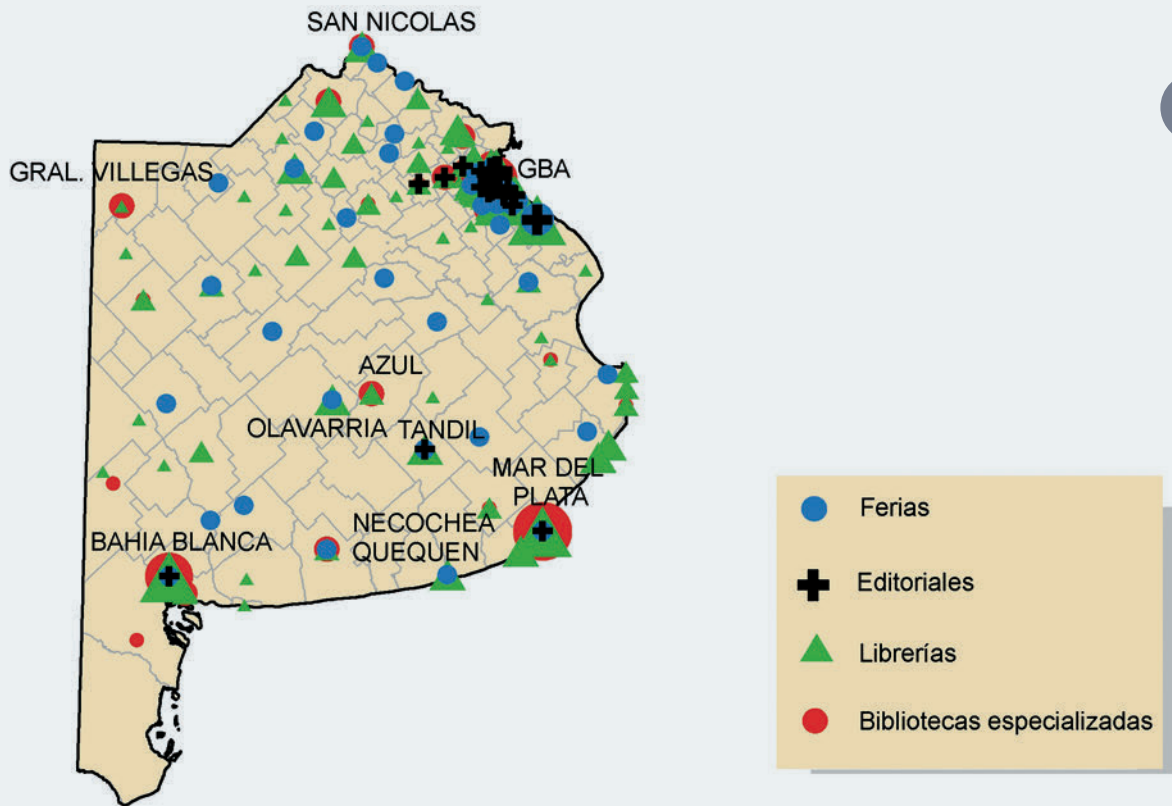 SAN NICOLAS
GRAL. VILLEGAS
GBA
AZUL
OLAVARRIA
TANDIL
MAR DEL
PLATA
NECOCHEA
QUEQUEN
BAHIA BLANCA
Ferias
Editoriales
Librerías
Bibliotecas especializadas